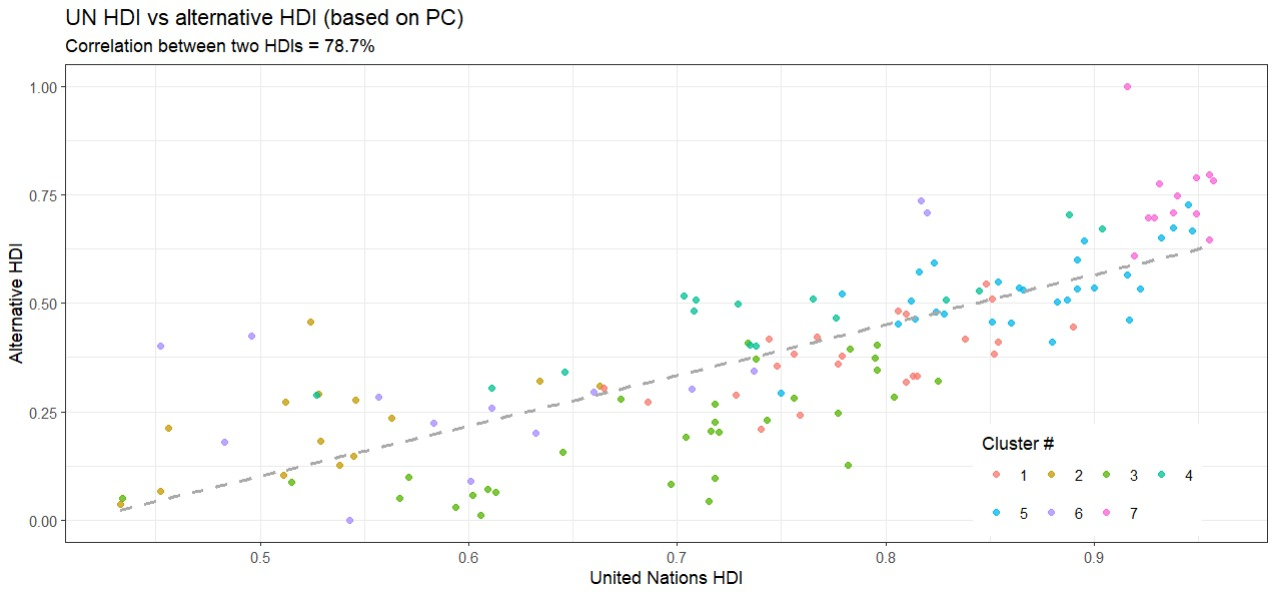 UN HDI vs alternative HDI (based on PC)
Correlation between two HDIs = 78.7%
1.00
0.75
0.50
0.25
0.00
Alternative HDI
0.5 0.6 0.7 0.8 0.9
United Nations HDI
Cluster #
1 2 3 4
5 6 7